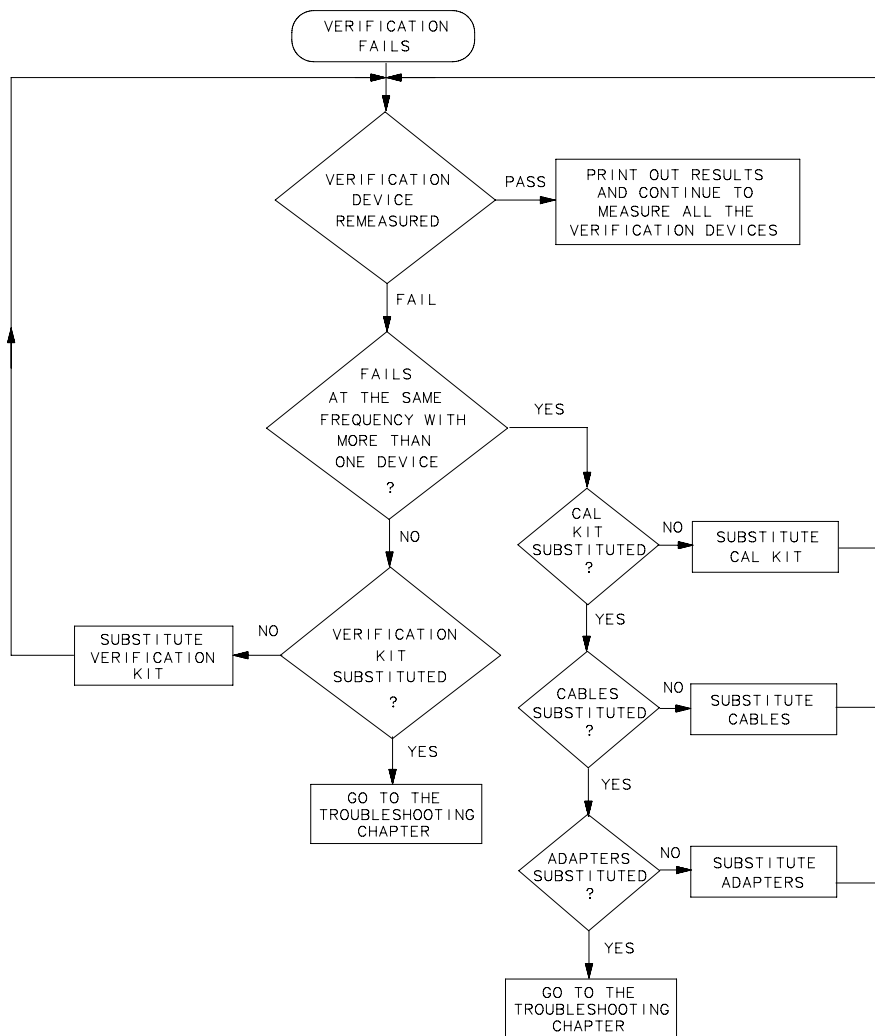 VERIFICATION
FAILS
VERIFICATION
DEVICE
REMEASURED
PASS
PRINT OUT RESULTS
AND CONTINUE TO
MEASURE ALL THE
VERIFICATION DEVICES
FAIL
FAILS
AT THE SAME
FREQUENCY WITH
MORE THAN
ONE DEVICE
?
YES
NO
CAL
KIT
SUBSTITUTED
?
NO
SUBSTITUTE
CAL KIT
YES
VERIFICATION
KIT
SUBSTITUTED
?
NO
SUBSTITUTE
VERIFICATION
KIT
YES
GO TO THE
TROUBLESHOOTING
CHAPTER
CABLES
SUBSTITUTED
?
NO
SUBSTITUTE
CABLES
YES
ADAPTERS
SUBSTITUTED
?
NO
SUBSTITUTE
ADAPTERS
YES
GO TO THE
TROUBLESHOOTING
CHAPTER